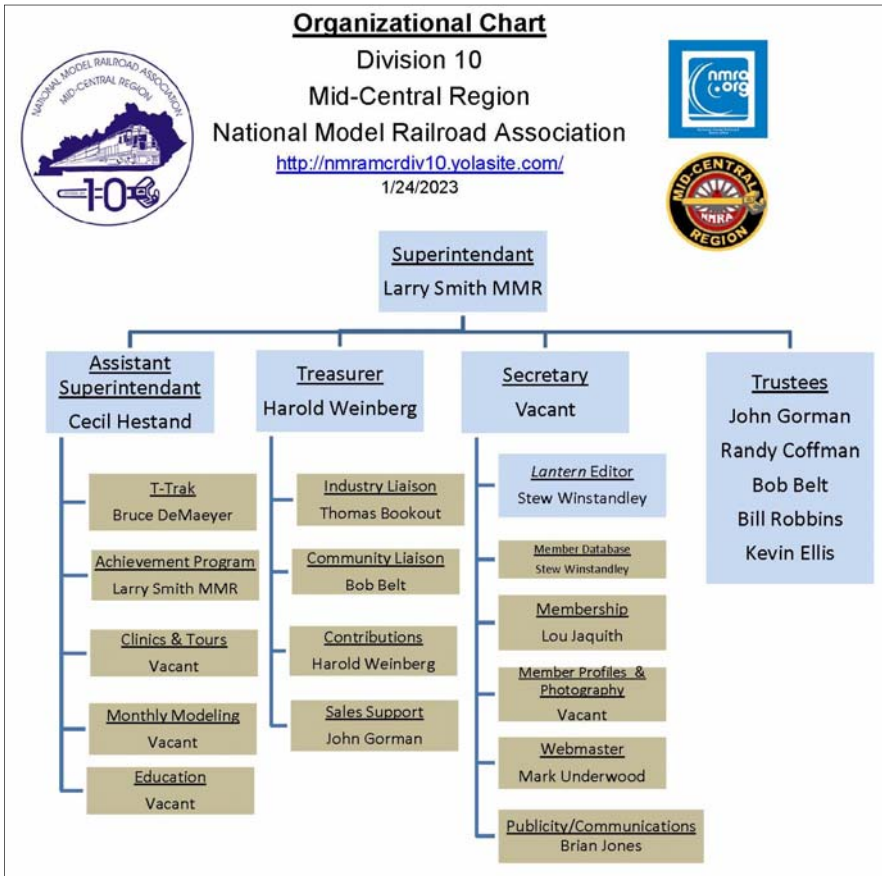 Organizational Chart
Division 10
Mid-Central Region
National Model Railroad Association
http://nmramcrdiv10.yolasite.com/
1/24/2023
NATIONAL MODEL RAILROAD ASSOCIATION
MID-CENTRAL REGION
10
nmra
.org
MID-CENTRAL
NMRA
REGION
Superintendant
Larry Smith MMR
Assistant
Superintendant
Cecil Hestand
T-Trak
Bruce DeMaeyer
Achievement Program
Larry Smith MMR
Clinics & Tours
Vacant
Monthly Modeling
Vacant
Education
Vacant
Treasurer
Harold Weinberg
Industry Liaison
Thomas Bookout
Community Liaison
Bob Belt
Contributions
Harold Weinberg
Sales Support
John Gorman
Secretary
Vacant
Lantern Editor
Stew Winstandley
Member Database
Stew Winstandley
Membership
Lou Jaquith
Member Profiles &
Photography
Vacant
Webmaster
Mark Underwood
Publicity/Communications
Brian Jones
Trustees
John Gorman
Randy Coffman
Bob Belt
Bill Robbins
Kevin Ellis